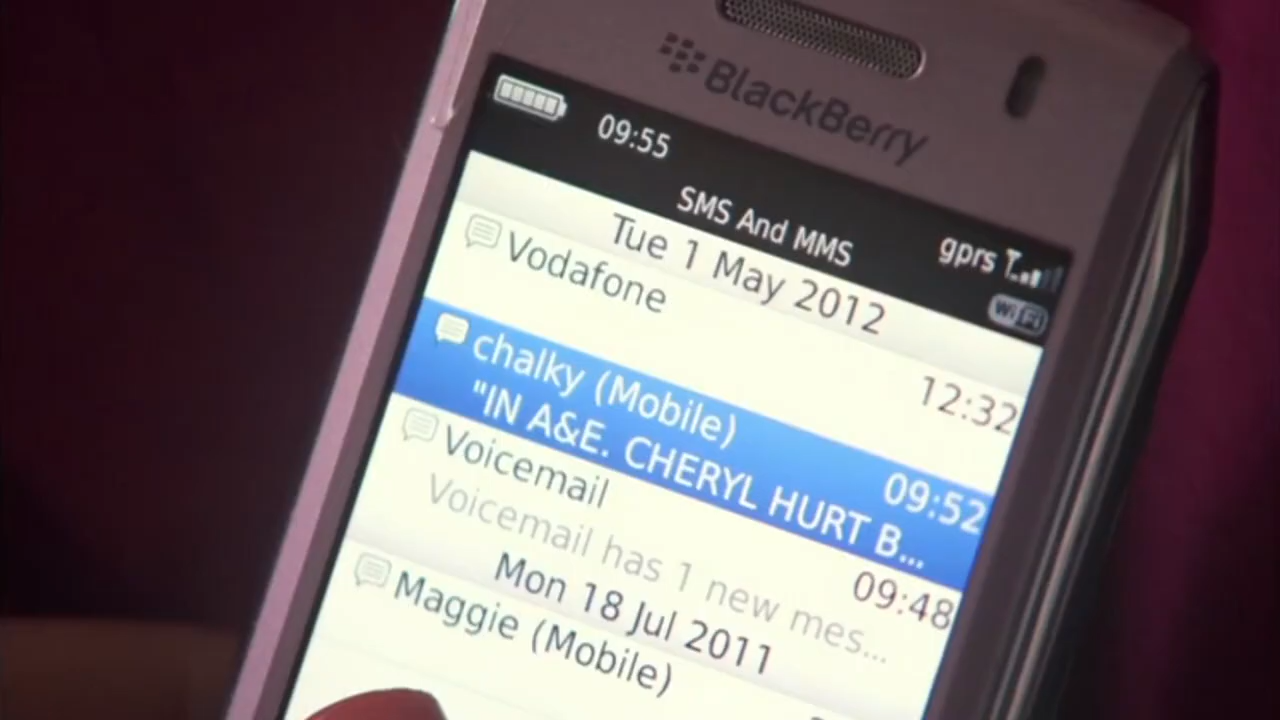 BlackBerry
09:55
SMS And MMS
gprs
WiFi
Tue 1 May 2012
Vodafone
12:32
chalky (Mobile)
09:52
"IN A&E. CHERYL HURT B...
Voicemail
09:48
Voicemail has 1 new mes...
Mon 18 Jul 2011
Maggie (Mobile)